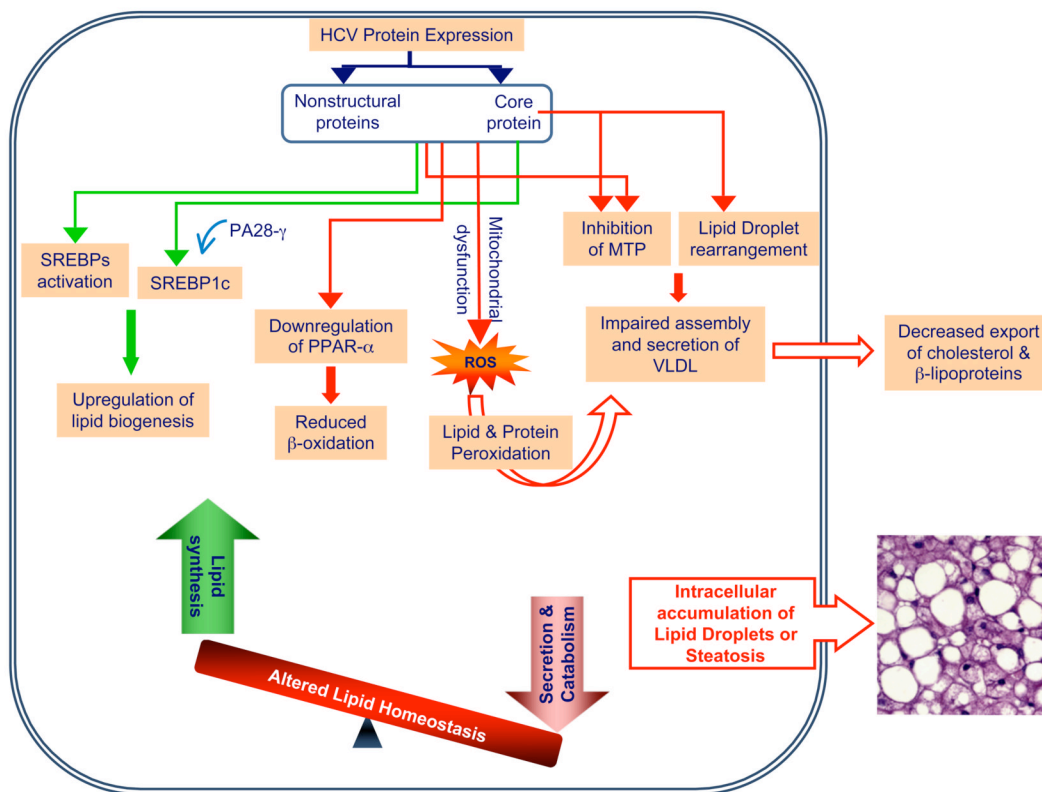 HCV Protein Expression
Nonstructural
proteins
Core
protein
PA28-γ
SREBPs
activation
SREBP1c
Mitochondrial
dysfunction
Inhibition
of MTP
Lipid Droplet
rearrangement
Downregulation
of PPAR-α
ROS
Impaired assembly
and secretion of
VLDL
Decreased export
of cholesterol &
β-lipoproteins
Upregulation of
lipid biogenesis
Reduced
β-oxidation
Lipid & Protein
Peroxidation
Lipid
synthesis
Secretion &
Catabolism
Intracellular
accumulation of
Lipid Droplets or
Steatosis
Altered Lipid Homeostasis